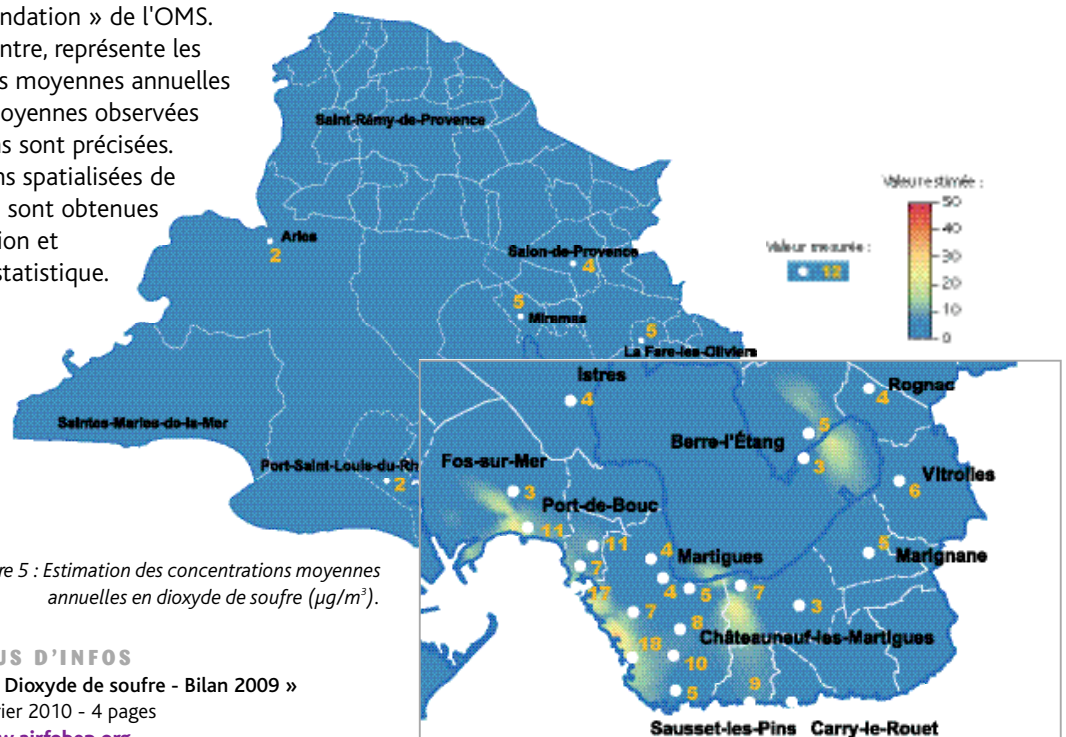 ndation » de l'OMS.
ntre, représente les
s moyennes annuelles
oyennes observées
s sont précisées.
ns spatialisées de
sont obtenues
ion et
statistique.
Saint-Rémy-de-Provence
Arles
2
Salon-de-Provence
4
5
Miramas
5
La Fare-les-Oliviers
Saintes-Maries-de-la-Mer
Port-Saint-Louis-du-Rh
2
Valeur mesurée :
12
Valeur estimée :
50
40
30
20
10
0
Istres
4
Rognac
4
5
Berre-l'Étang
3
Vitrolles
6
Fos-sur-Mer
3
Port-de-Bouc
11
11
7
17
4
Martigues
4
5
7
5
Marignane
3
7
8
Châteauneuf-les-Martigues
18
10
5
9
Sausset-les-Pins Carry-le-Rouet
re 5 : Estimation des concentrations moyennes
annuelles en dioxyde de soufre (µg/m³).
US D'INFOS
Dioxyde de soufre - Bilan 2009 »
rier 2010 - 4 pages
w.airfobep.org